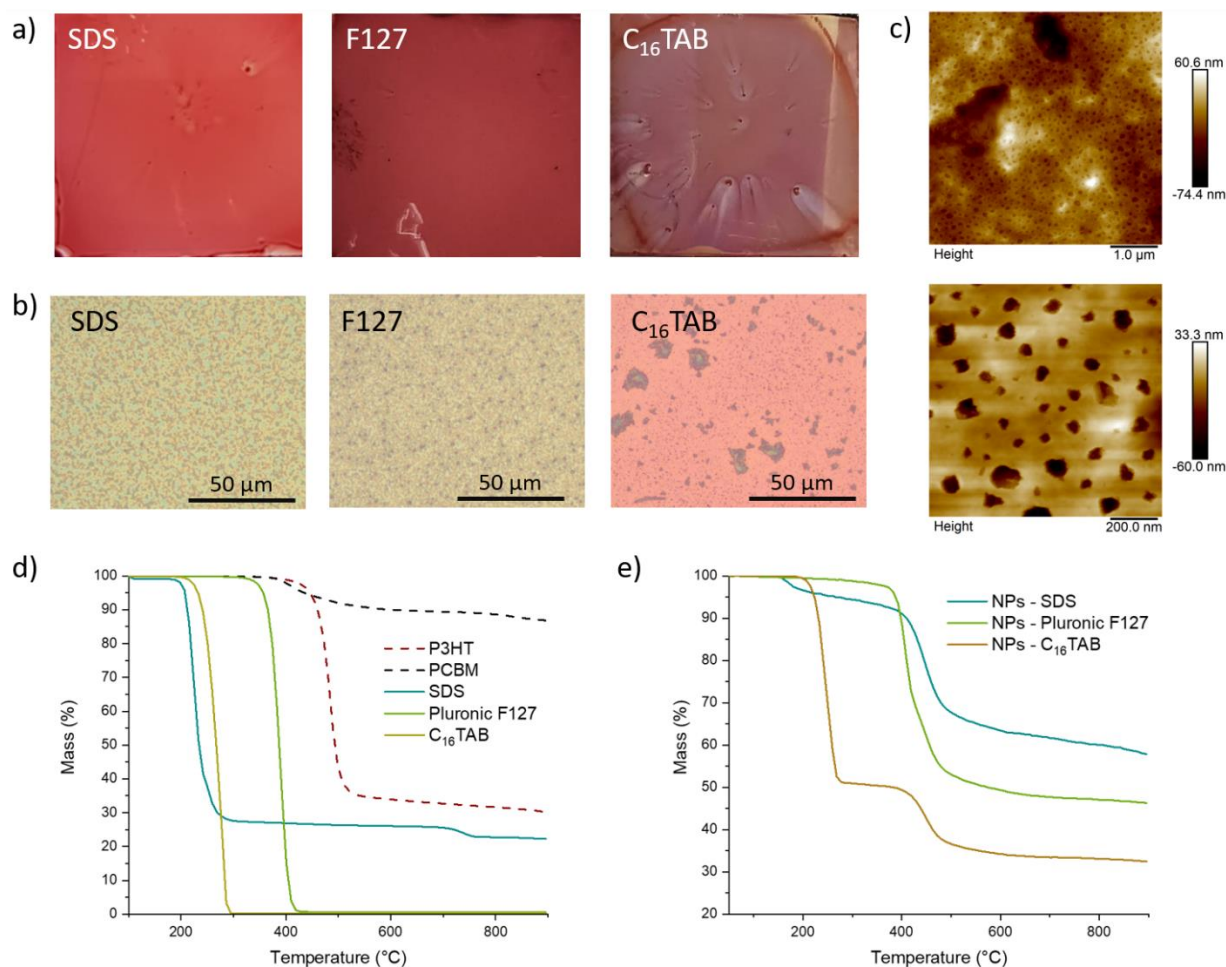 a)
SDS
F127
C₁₆TAB
c)
60.6 nm
-74.4 nm
Height
1.0 µm
b)
SDS
F127
C₁₆TAB
50 µm
50 µm
50 µm
33.3 nm
-60.0 nm
Height
200.0 nm
d)
Mass (%)
100
90
80
70
60
50
40
30
20
10
0
P3HT
PCBM
SDS
Pluronic F127
C₁₆TAB
200
400
600
800
Temperature (°C)
e)
Mass (%)
100
90
80
70
60
50
40
30
20
NPs - SDS
NPs - Pluronic F127
NPs - C₁₆TAB
200
400
600
800
Temperature (°C)